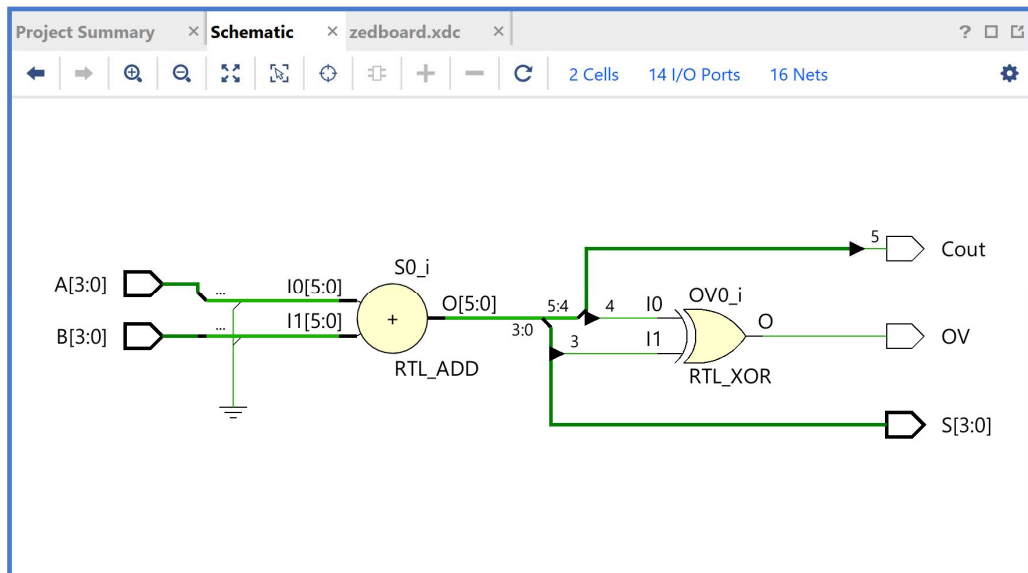 Project Summary × Schematic × zedboard.xdc × ?
2 Cells 14 I/O Ports 16 Nets
5 Cout
S0_i
A[3:0] ... I0[5:0] O[5:0] 5:4 4 I0 OV0_i
+ O
B[3:0] ... I1[5:0] 3:0 3 I1 OV
RTL_ADD RTL_XOR
S[3:0]